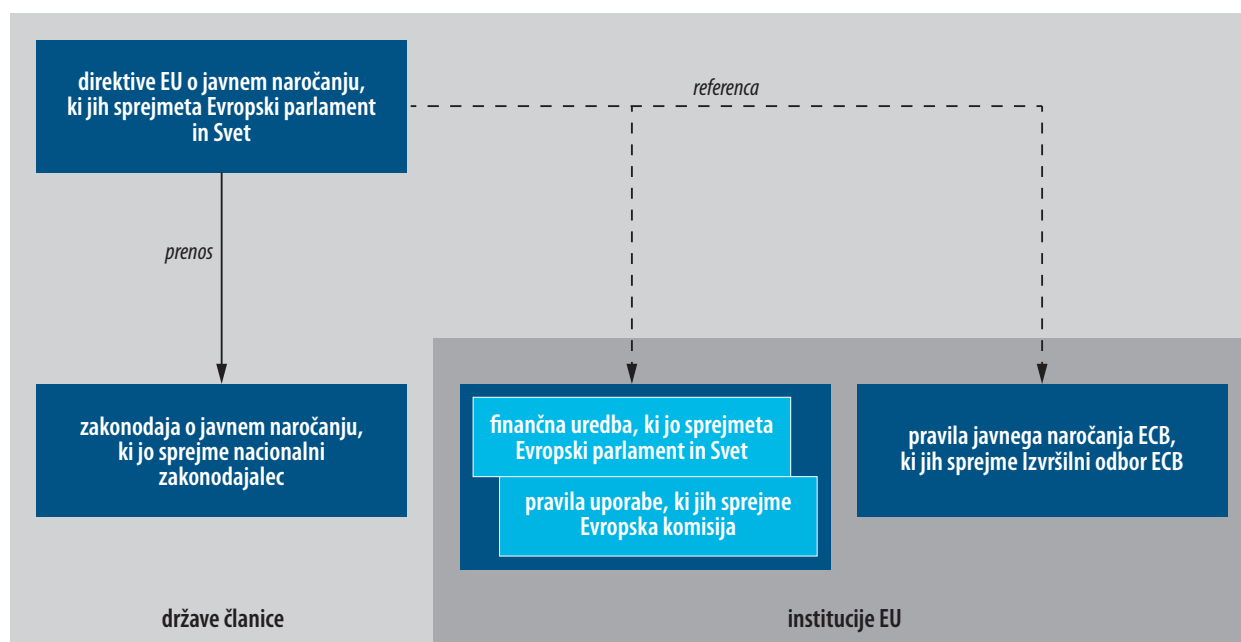 direktive EU o javnem naročanju,
ki jih sprejmeta Evropski parlament
in Svet
referenca
prenos
zakonodaja o javnem naročanju,
ki jo sprejme nacionalni
zakonodajalec
finančna uredba, ki jo sprejmeta
Evropski parlament in Svet
pravila uporabe, ki jih sprejme
Evropska komisija
pravila javnega naročanja ECB,
ki jih sprejme Izvršilni odbor ECB
države članice
institucije EU